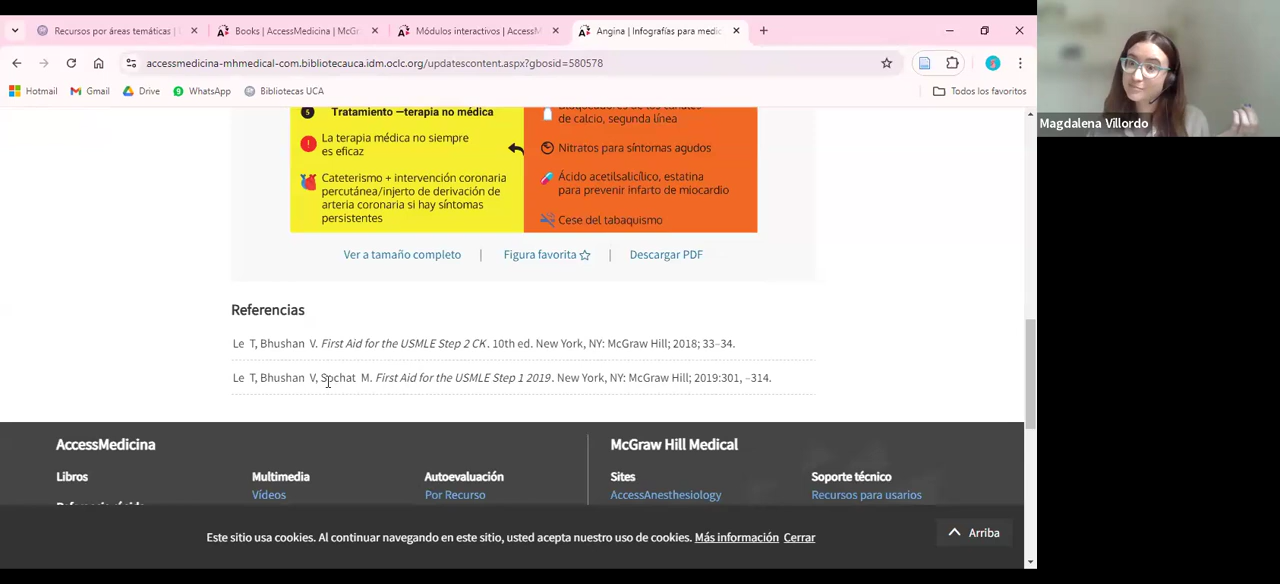 Recursos por áreas temáticas |
Books | AccessMedicina | McGr
Módulos interactivos | AccessM
Angina | Infografías para medic
accessmedicina-mhmedical-com.bibliotecauca.idm.oclc.org/updatescontent.aspx?gbosid=580578
Hotmail
Gmail
Drive
WhatsApp
Bibliotecas UCA
Todos los favoritos
Magdalena Villordo
5 Tratamiento —terapia no médica
La terapia médica no siempre
es eficaz
Cateterismo + intervención coronaria
percutánea/injerto de derivación de
arteria coronaria si hay síntomas
persistentes
Bloqueadores de los canales
de calcio, segunda línea
Nitratos para síntomas agudos
Ácido acetilsalicílico, estatina
para prevenir infarto de miocardio
Cese del tabaquismo
Ver a tamaño completo | Figura favorita | Descargar PDF
Referencias
Le T, Bhushan V. First Aid for the USMLE Step 2 CK. 10th ed. New York, NY: McGraw Hill; 2018; 33–34.
Le T, Bhushan V, Sochat M. First Aid for the USMLE Step 1 2019. New York, NY: McGraw Hill; 2019:301, –314.
AccessMedicina
McGraw Hill Medical
Libros
Multimedia
Autoevaluación
Sites
Soporte técnico
Vídeos
Por Recurso
AccessAnesthesiology
Recursos para usarios
Este sitio usa cookies. Al continuar navegando en este sitio, usted acepta nuestro uso de cookies. Más información Cerrar
Arriba